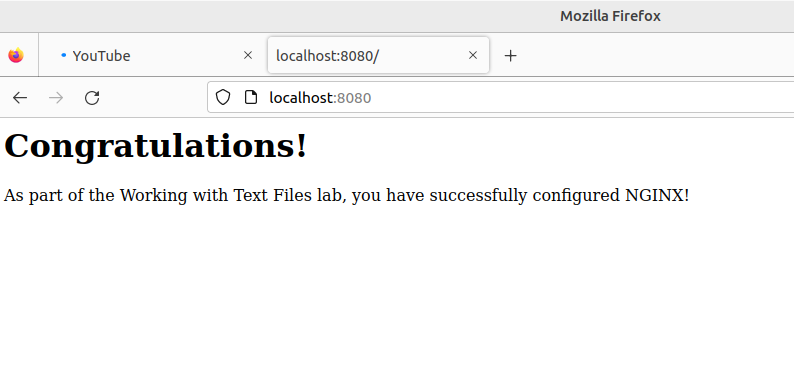 Mozilla Firefox
YouTube
localhost:8080/
localhost:8080
Congratulations!
As part of the Working with Text Files lab, you have successfully configured NGINX!